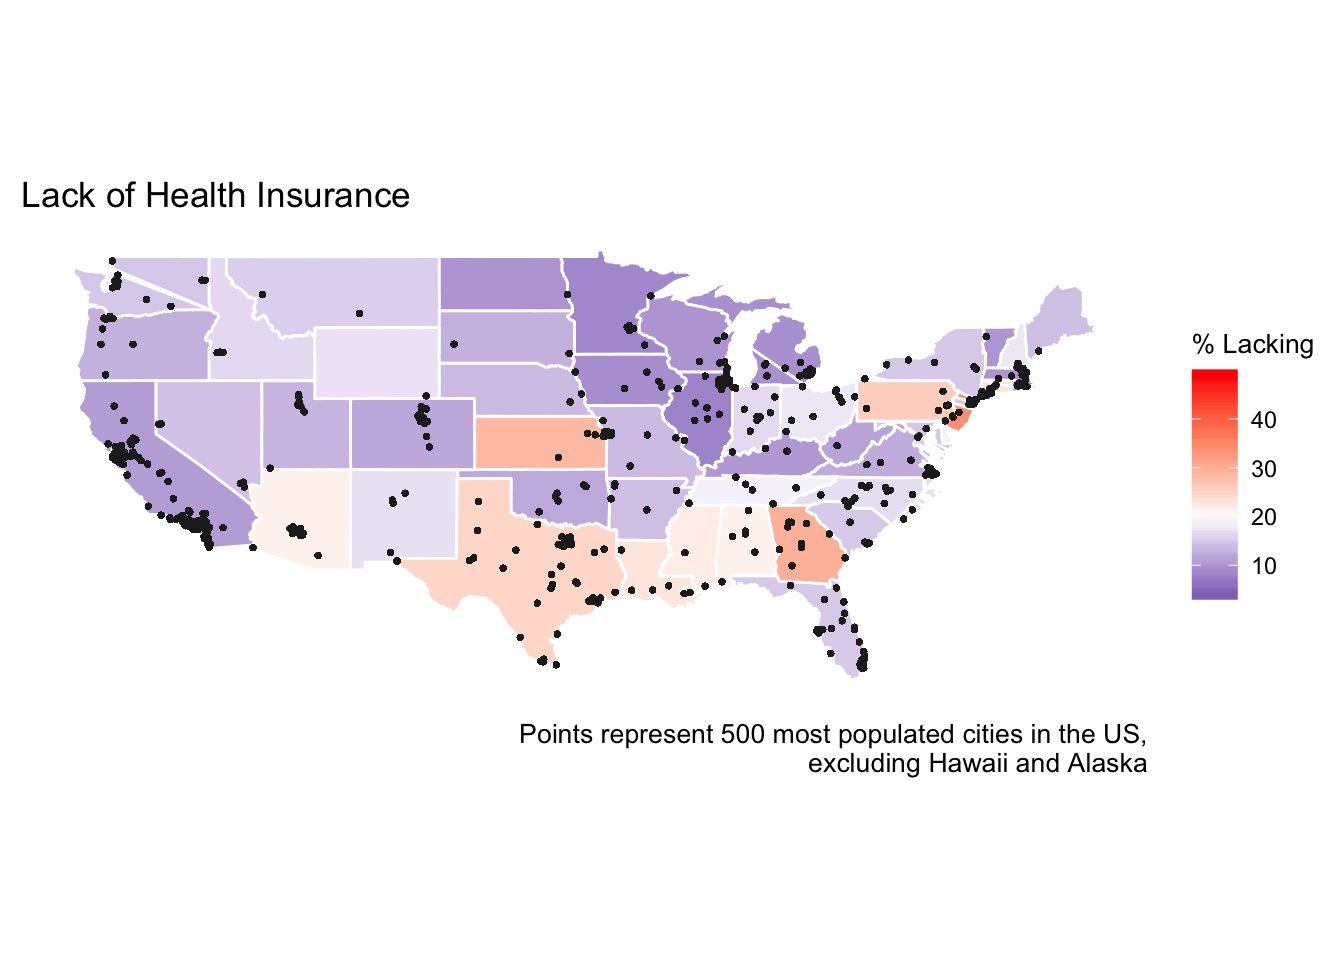 Lack of Health Insurance
% Lacking
40
30
20
10
Points represent 500 most populated cities in the US,
excluding Hawaii and Alaska